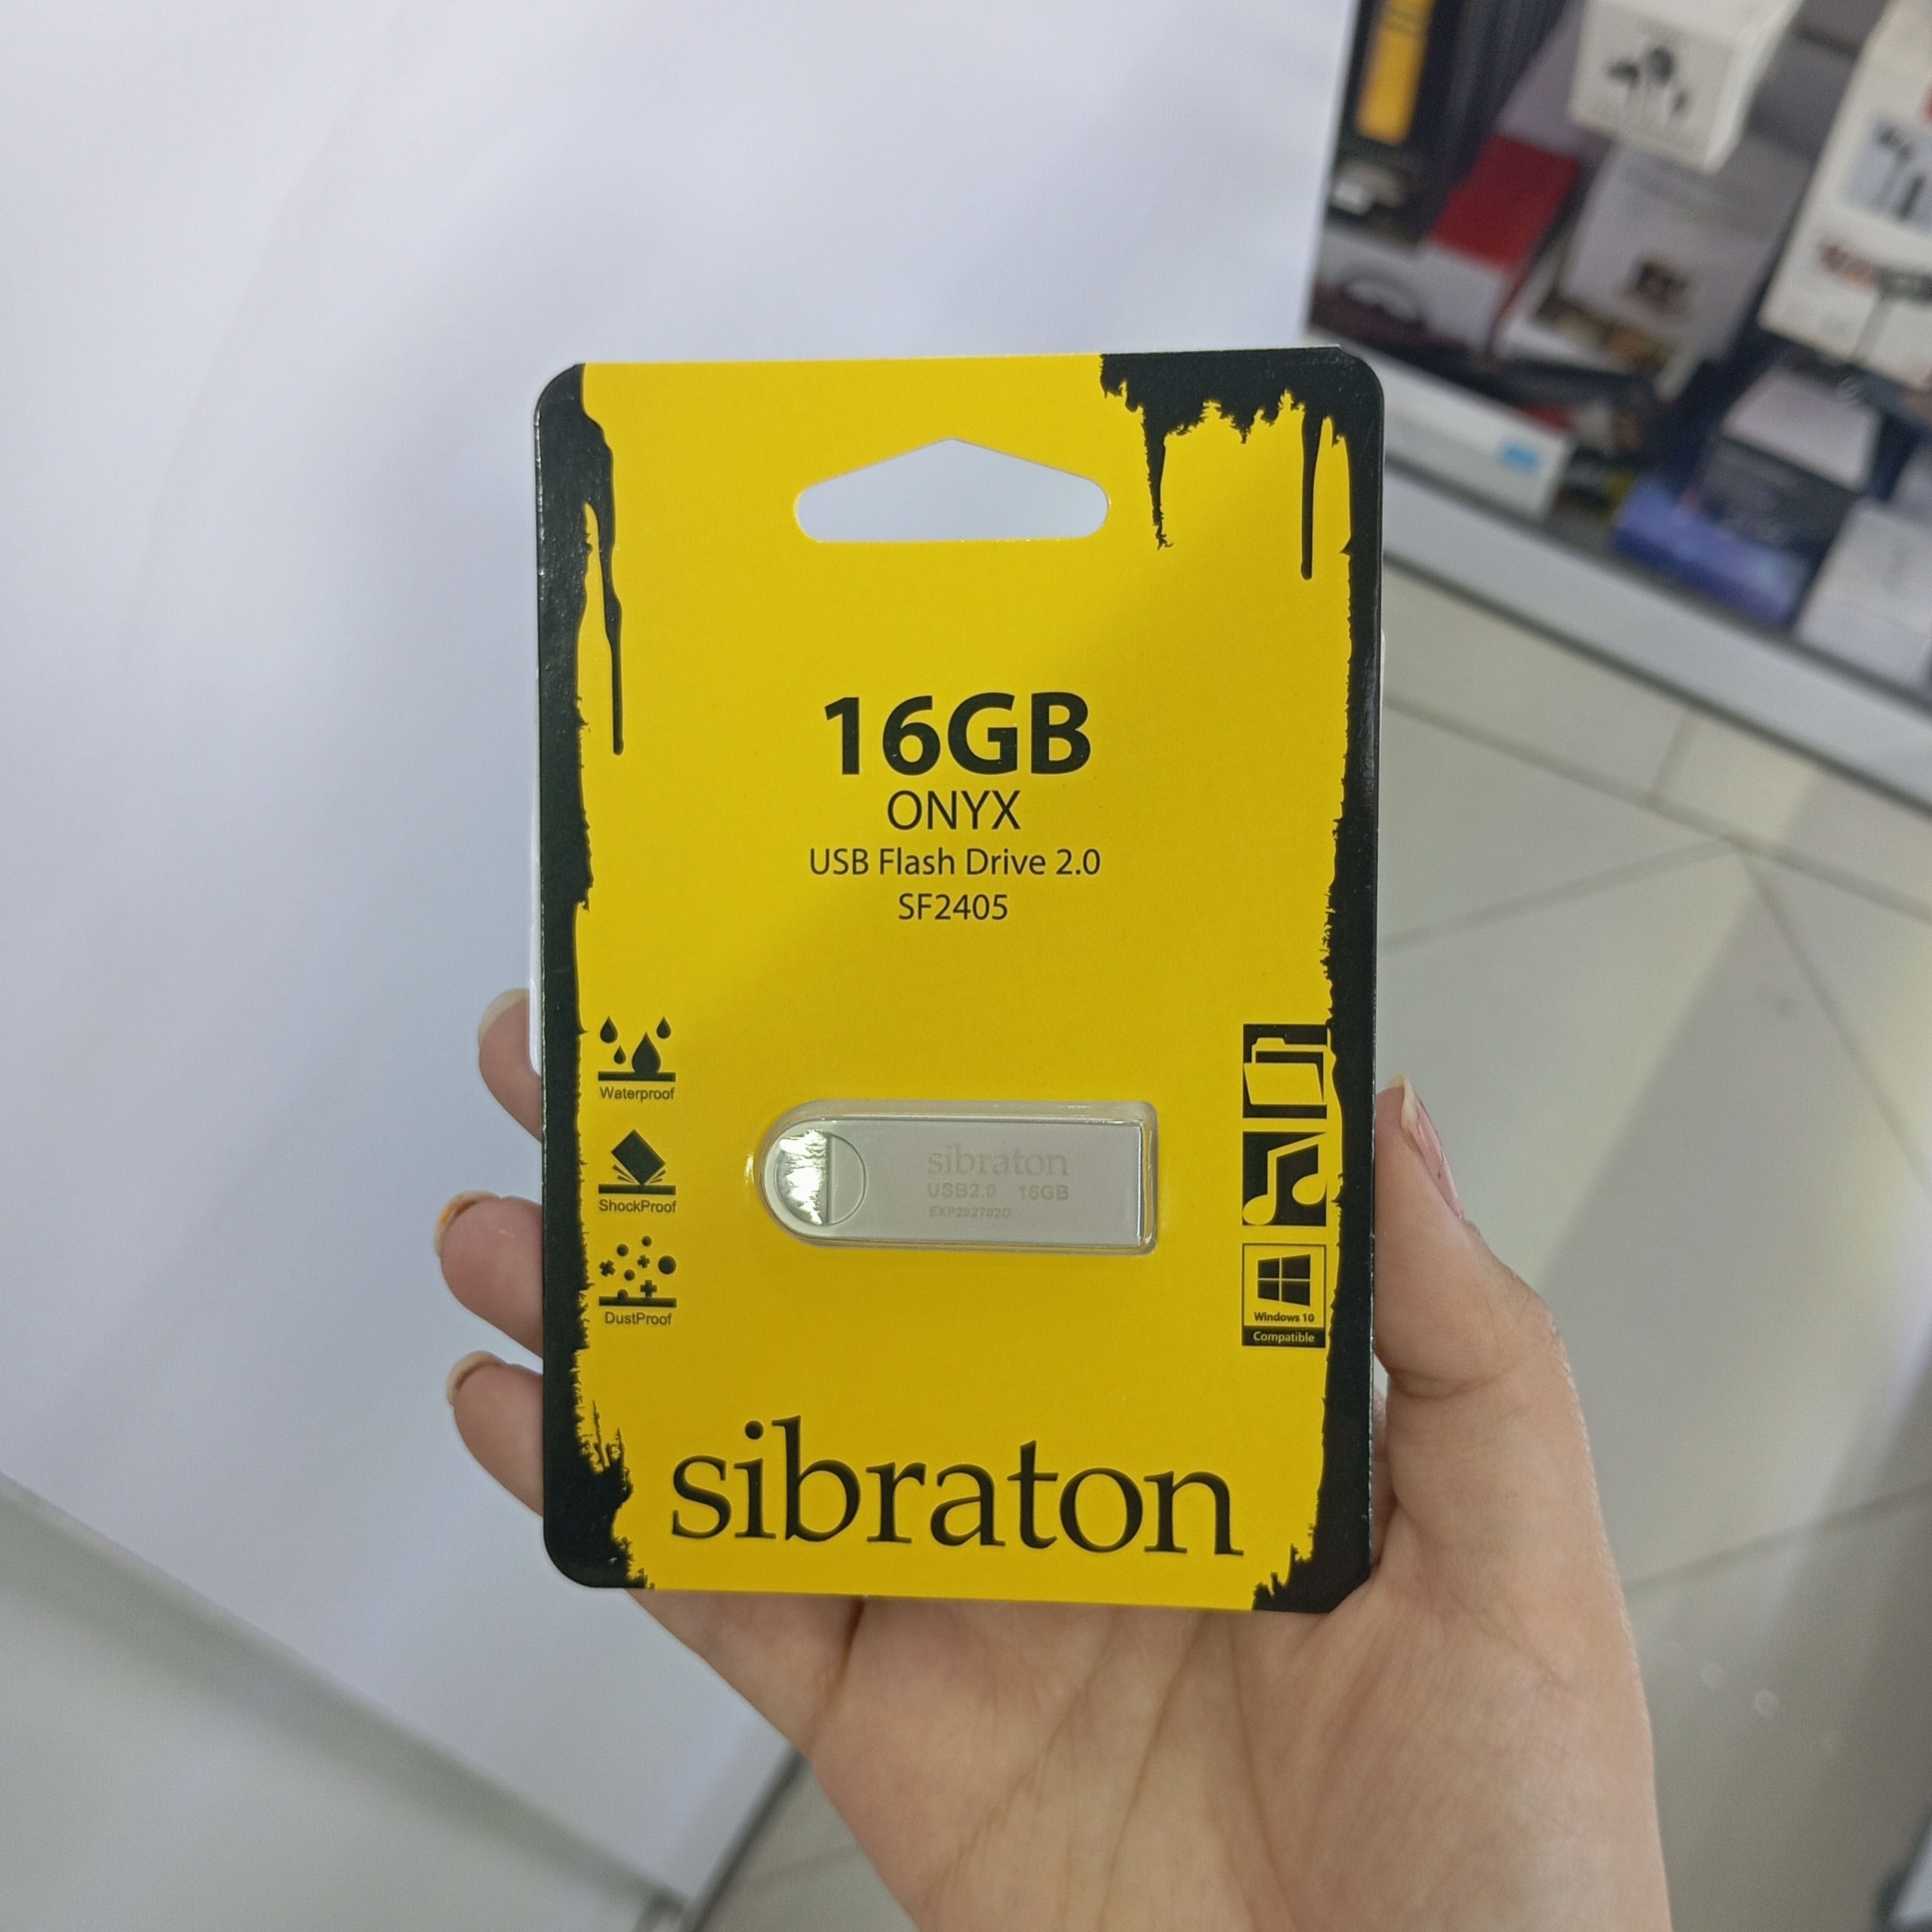 16GB
ONYX
USB Flash Drive 2.0
SF2405
Waterproof
ShockProof
DustProof
sibraton
USB2.0 16GB
Windows 10
Compatible
sibraton